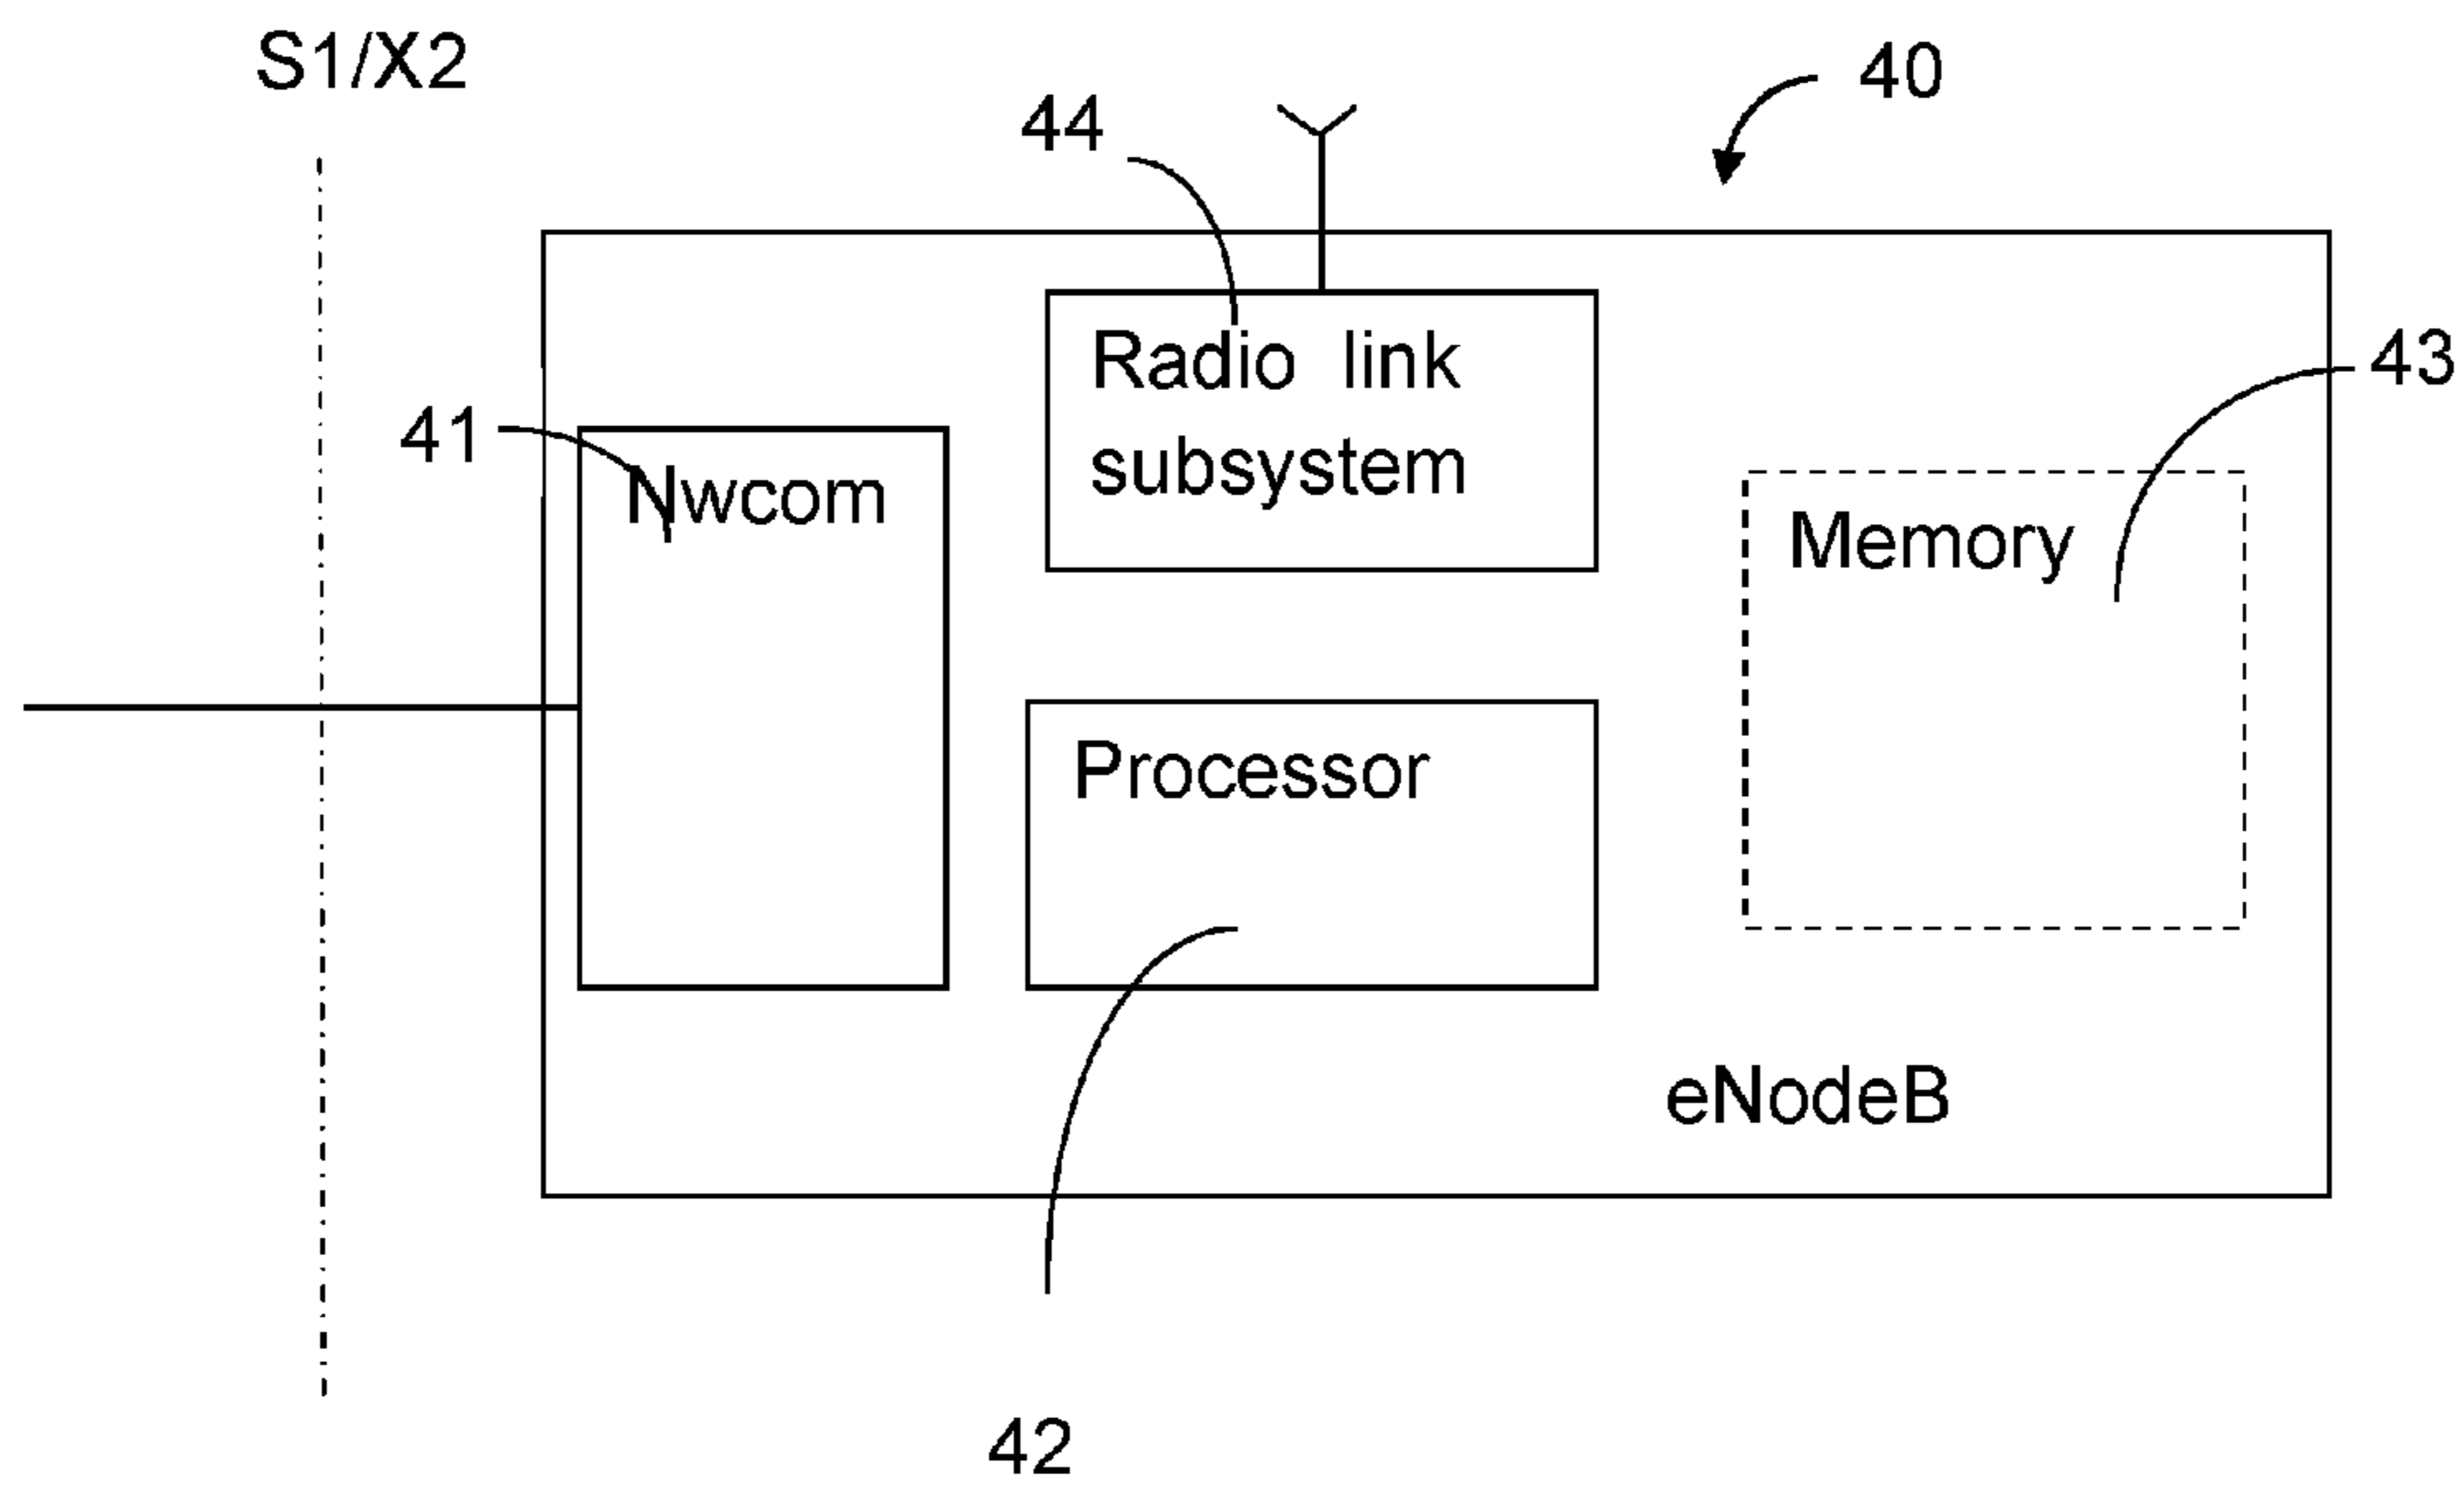 S1/X2
40
44
Radio link
subsystem
43
41
Nwcom
Memory
Processor
eNodeB
42